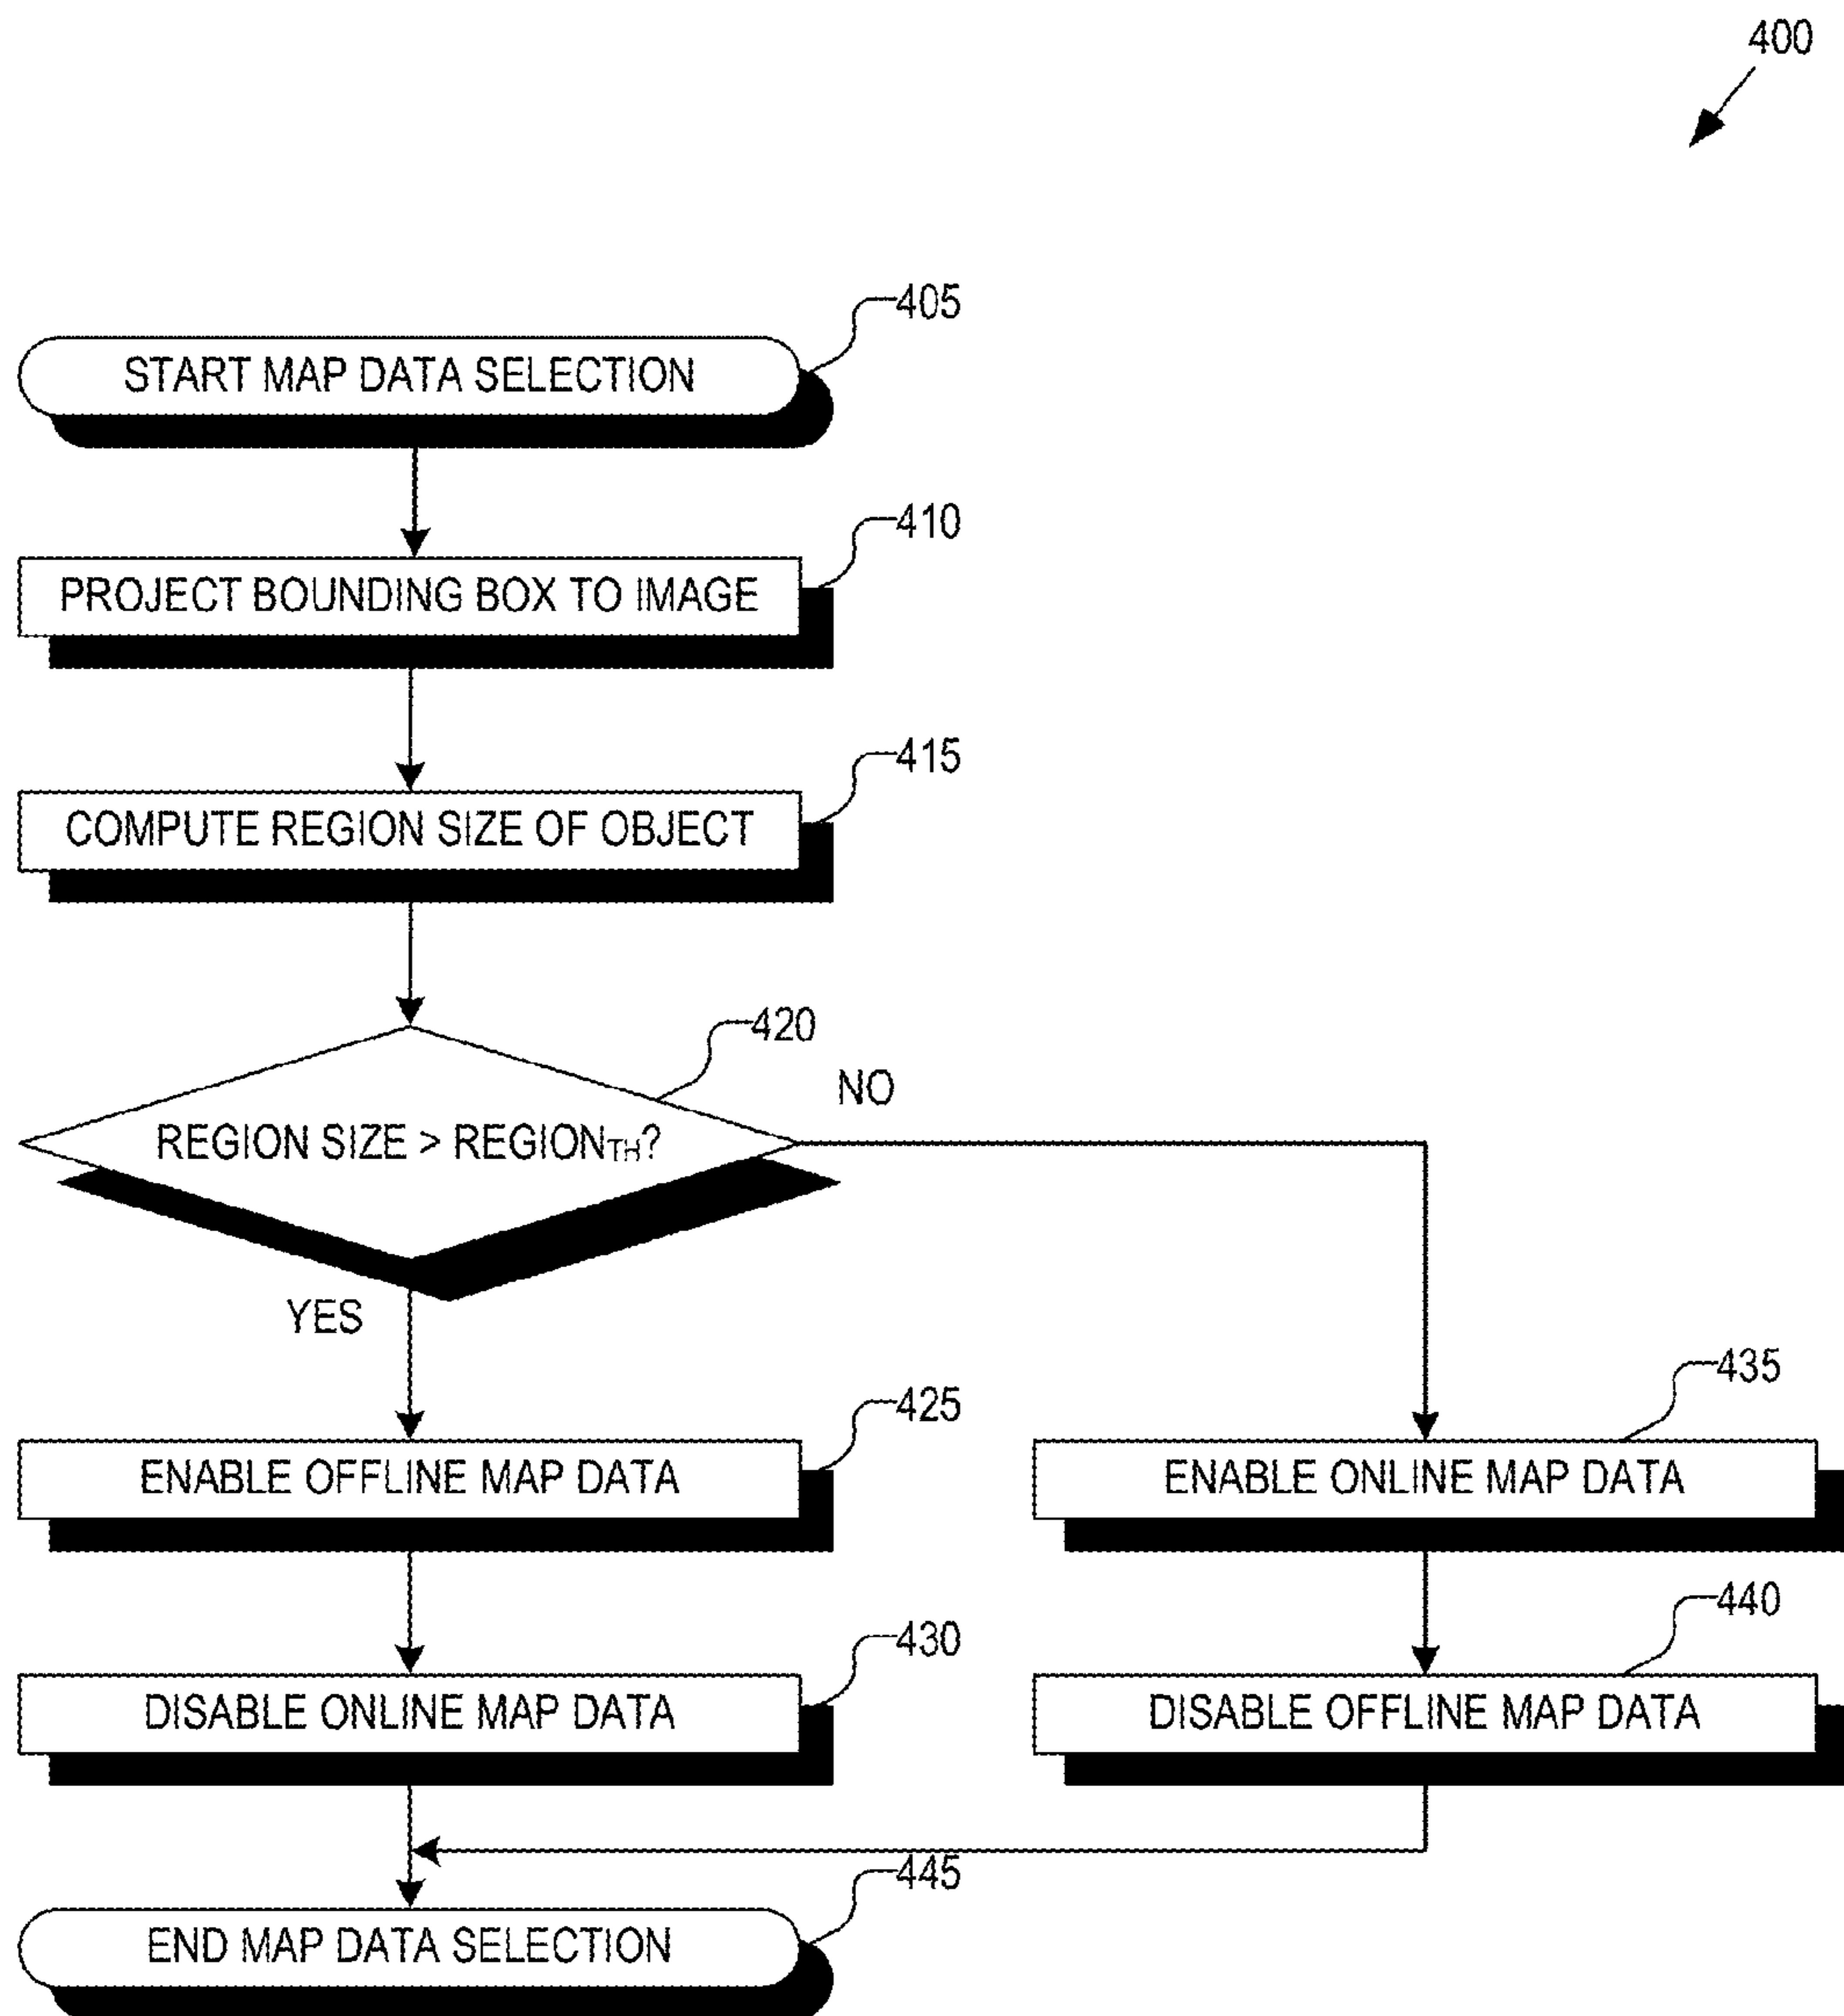 400
405
START MAP DATA SELECTION
410
PROJECT BOUNDING BOX TO IMAGE
415
COMPUTE REGION SIZE OF OBJECT
420
NO
REGION SIZE > REGIONTH?
YES
425
ENABLE OFFLINE MAP DATA
435
ENABLE ONLINE MAP DATA
430
DISABLE ONLINE MAP DATA
440
DISABLE OFFLINE MAP DATA
445
END MAP DATA SELECTION